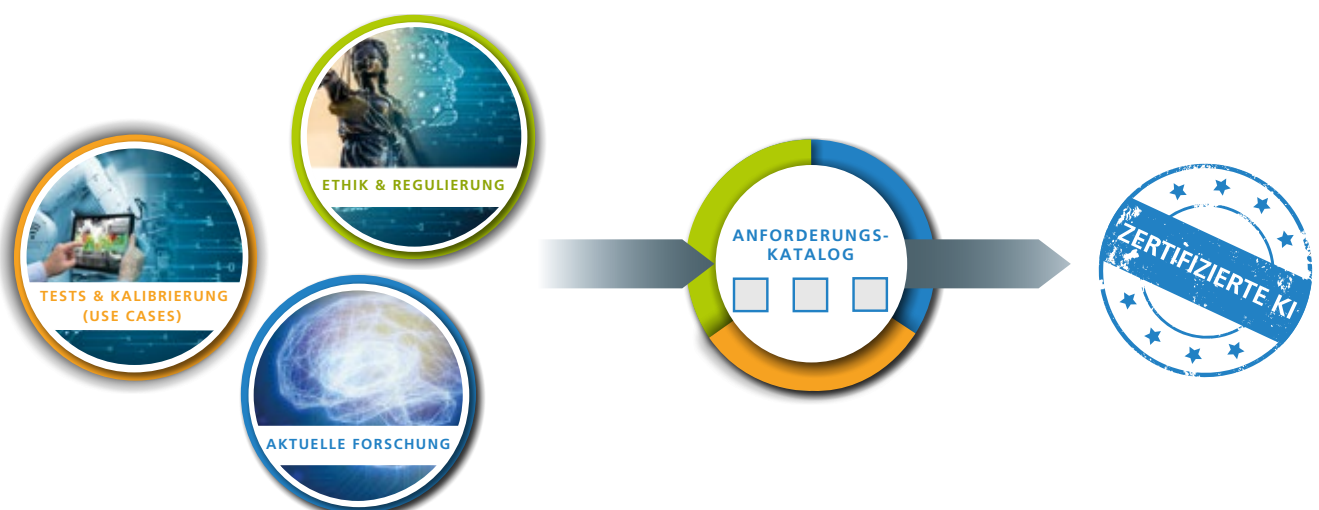 ETHIK & REGULIERUNG
TESTS & KALIBRIERUNG
(USE CASES)
AKTUELLE FORSCHUNG
ANFORDERUNGS-
KATALOG
ZERTIFIZIERTE KI